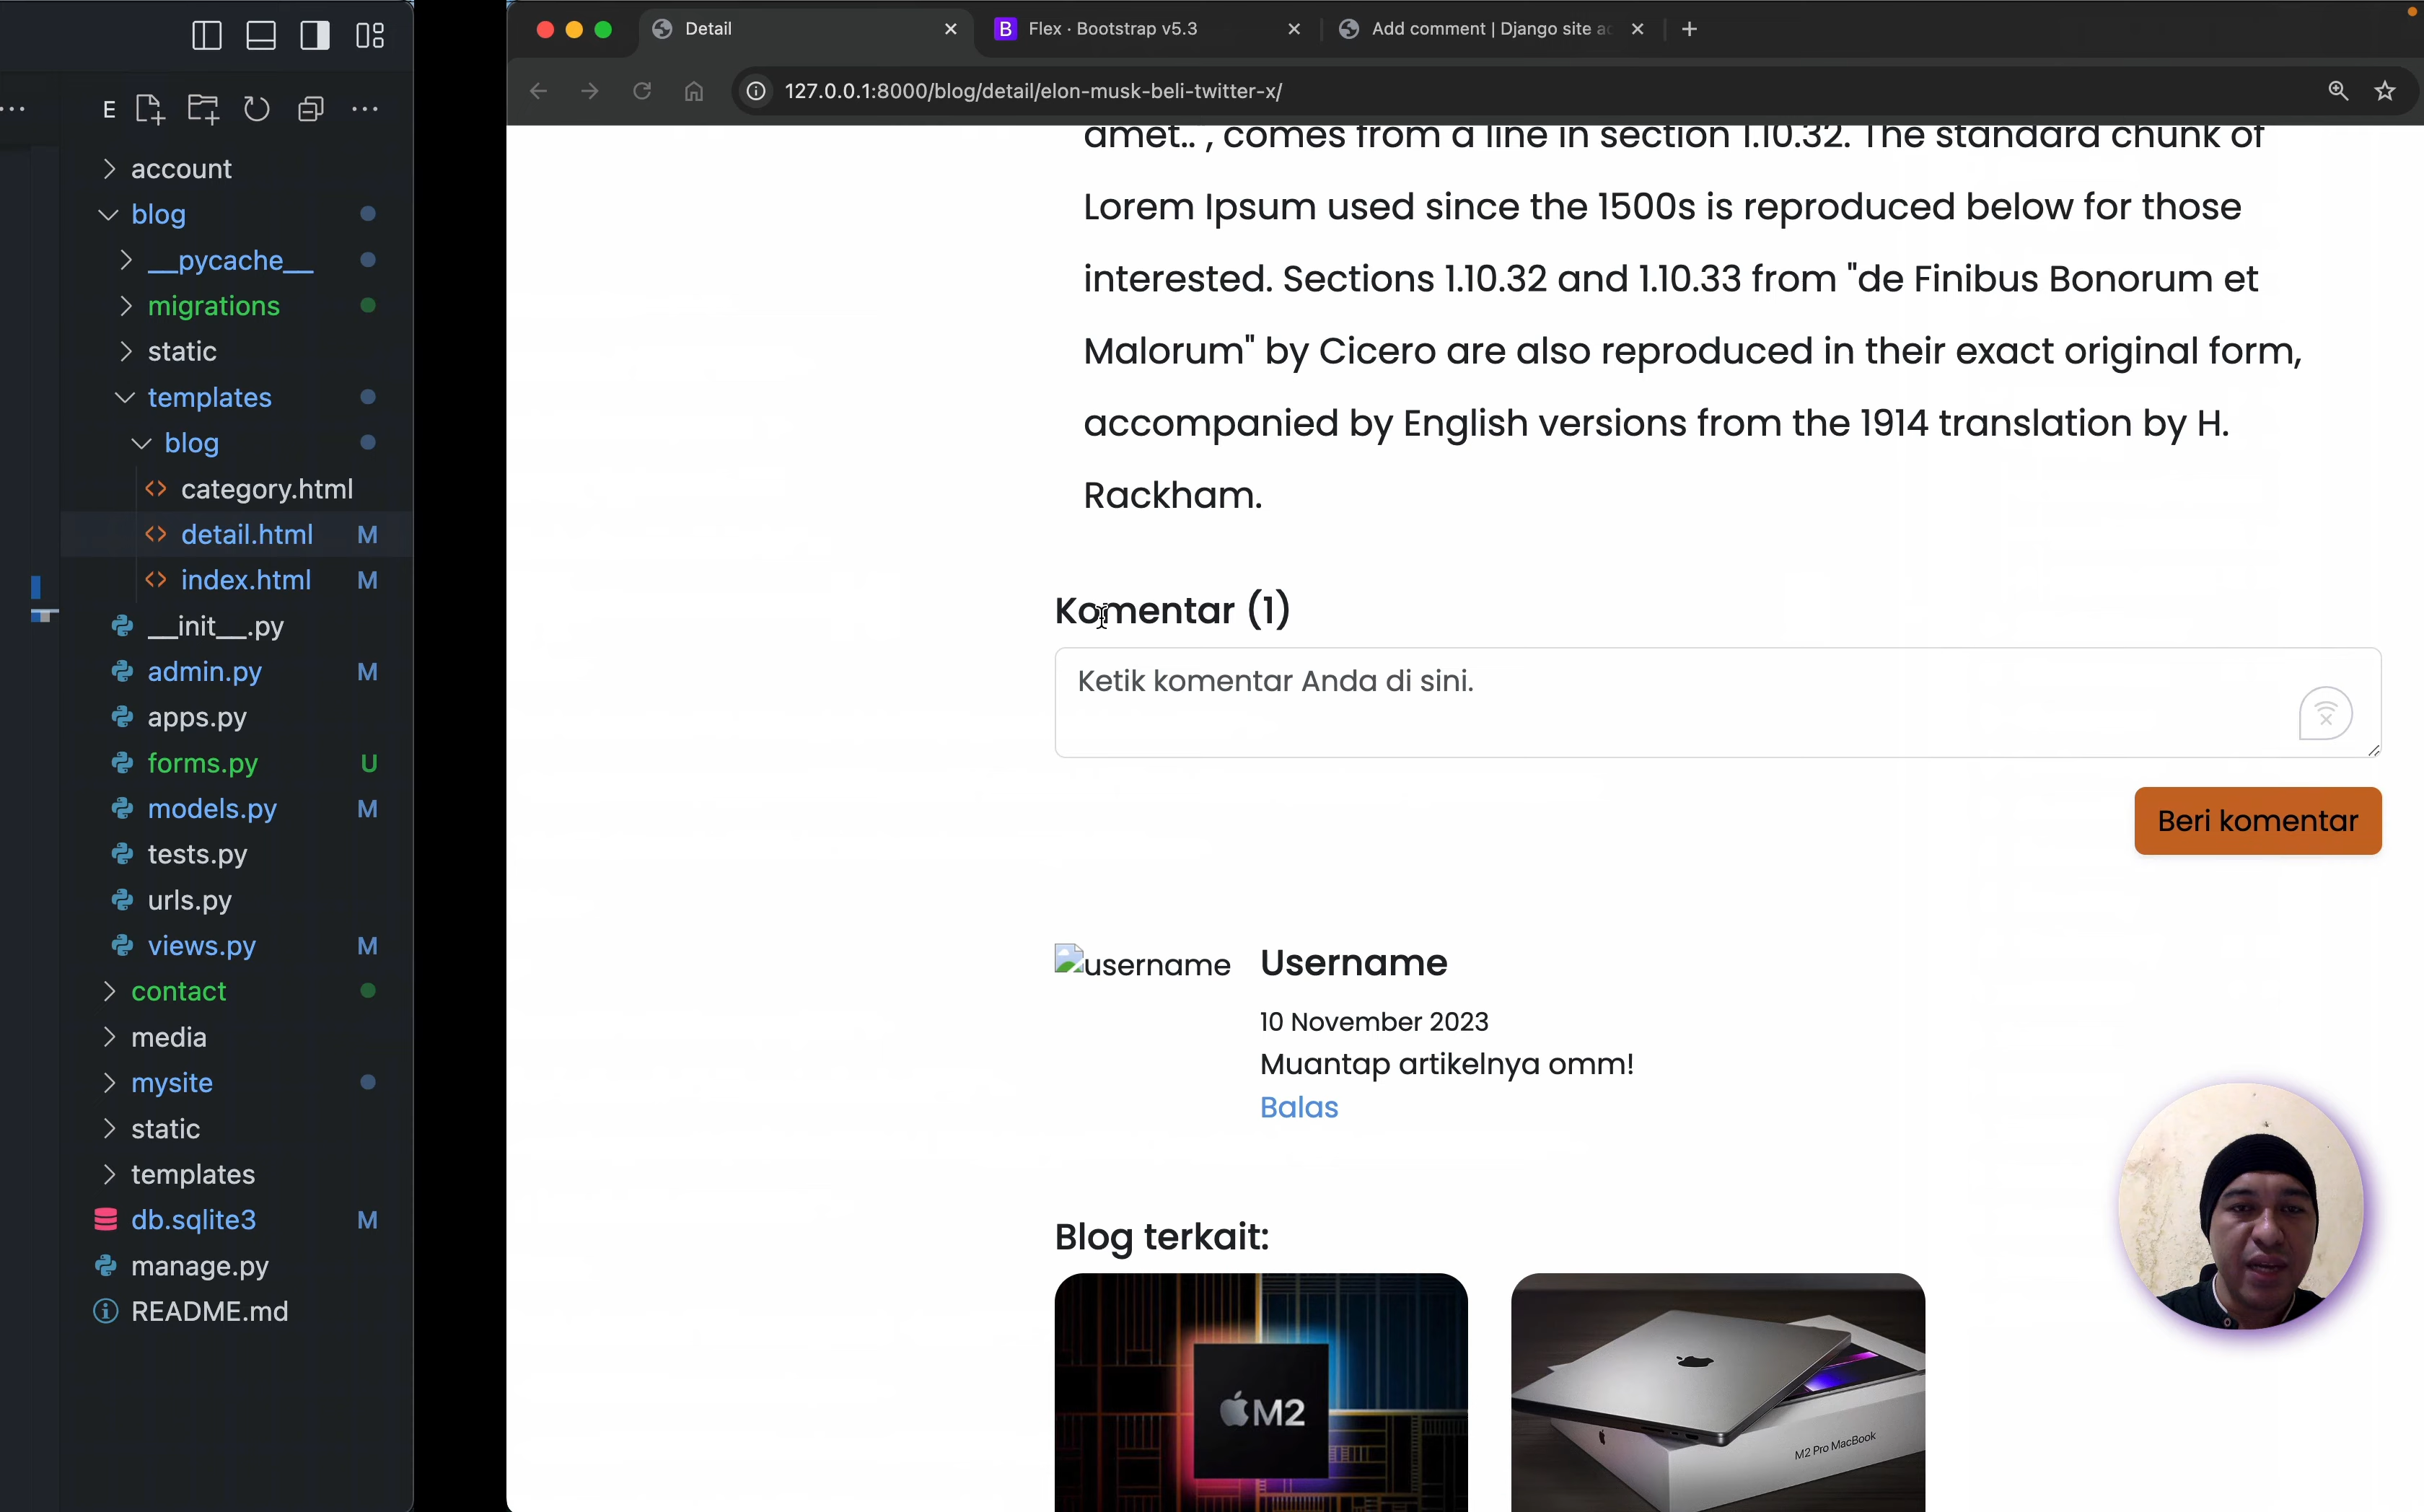 E
account
blog
__pycache__
migrations
static
templates
blog
category.html
detail.html M
index.html M
__init__.py
admin.py M
apps.py
forms.py U
models.py M
tests.py
urls.py
views.py M
contact
media
mysite
static
templates
db.sqlite3 M
manage.py
README.md
Detail
B Flex · Bootstrap v5.3
Add comment | Django site ad
127.0.0.1:8000/blog/detail/elon-musk-beli-twitter-x/
amet.. , comes from a line in section 1.10.32. The standard chunk of
Lorem Ipsum used since the 1500s is reproduced below for those
interested. Sections 1.10.32 and 1.10.33 from "de Finibus Bonorum et
Malorum" by Cicero are also reproduced in their exact original form,
accompanied by English versions from the 1914 translation by H.
Rackham.
Komentar (1)
Ketik komentar Anda di sini.
Beri komentar
username
Username
10 November 2023
Muantap artikelnya omm!
Balas
Blog terkait:
M2
M2 Pro MacBook